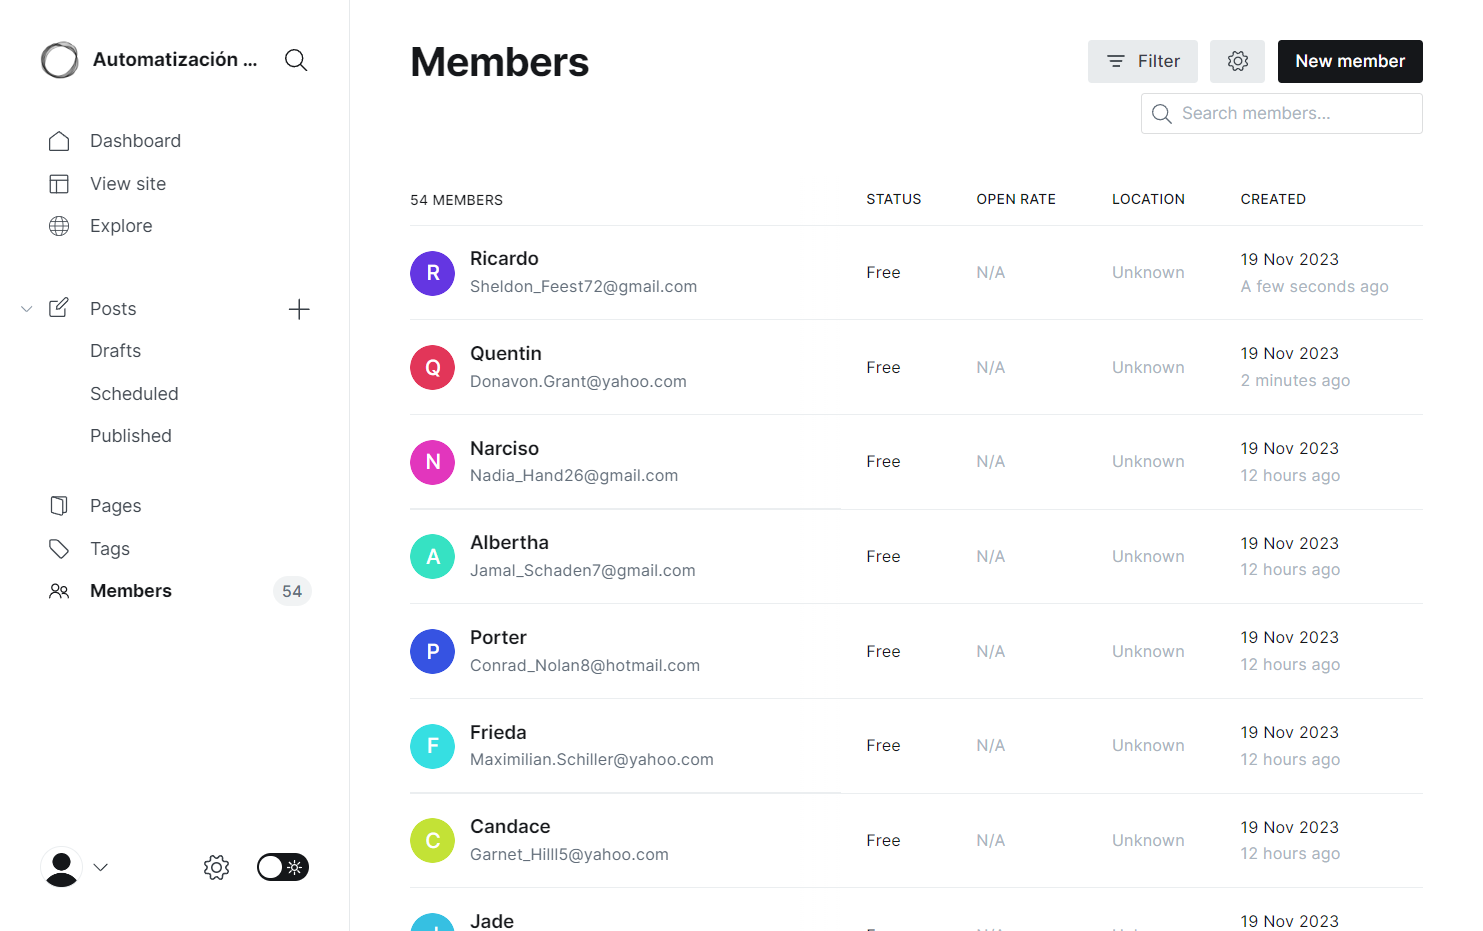 Automatización ...
Members
Filter
New member
Search members...
Dashboard
View site
Explore
Posts
Drafts
Scheduled
Published
Pages
Tags
Members 54
54 MEMBERS STATUS OPEN RATE LOCATION CREATED
R Ricardo Free N/A Unknown 19 Nov 2023
Sheldon_Feest72@gmail.com A few seconds ago
Q Quentin Free N/A Unknown 19 Nov 2023
Donavon.Grant@yahoo.com 2 minutes ago
N Narciso Free N/A Unknown 19 Nov 2023
Nadia_Hand26@gmail.com 12 hours ago
A Albertha Free N/A Unknown 19 Nov 2023
Jamal_Schaden7@gmail.com 12 hours ago
P Porter Free N/A Unknown 19 Nov 2023
Conrad_Nolan8@hotmail.com 12 hours ago
F Frieda Free N/A Unknown 19 Nov 2023
Maximilian.Schiller@yahoo.com 12 hours ago
C Candace Free N/A Unknown 19 Nov 2023
Garnet_Hilll5@yahoo.com 12 hours ago
Jade 19 Nov 2023